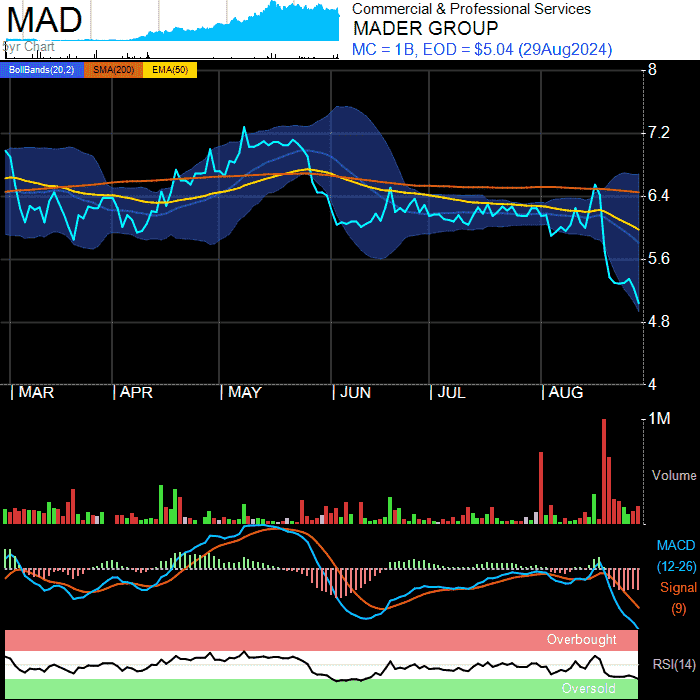 MAD
5yr Chart
Commercial & Professional Services
MADER GROUP
MC = 1B, EOD = $5.04 (29Aug2024)
BollBands(20,2) SMA(200) EMA(50)
8
7.2
6.4
5.6
4.8
4
MAR APR MAY JUN JUL AUG
1M
Volume
MACD
(12-26)
Signal
(9)
Overbought
RSI(14)
Oversold